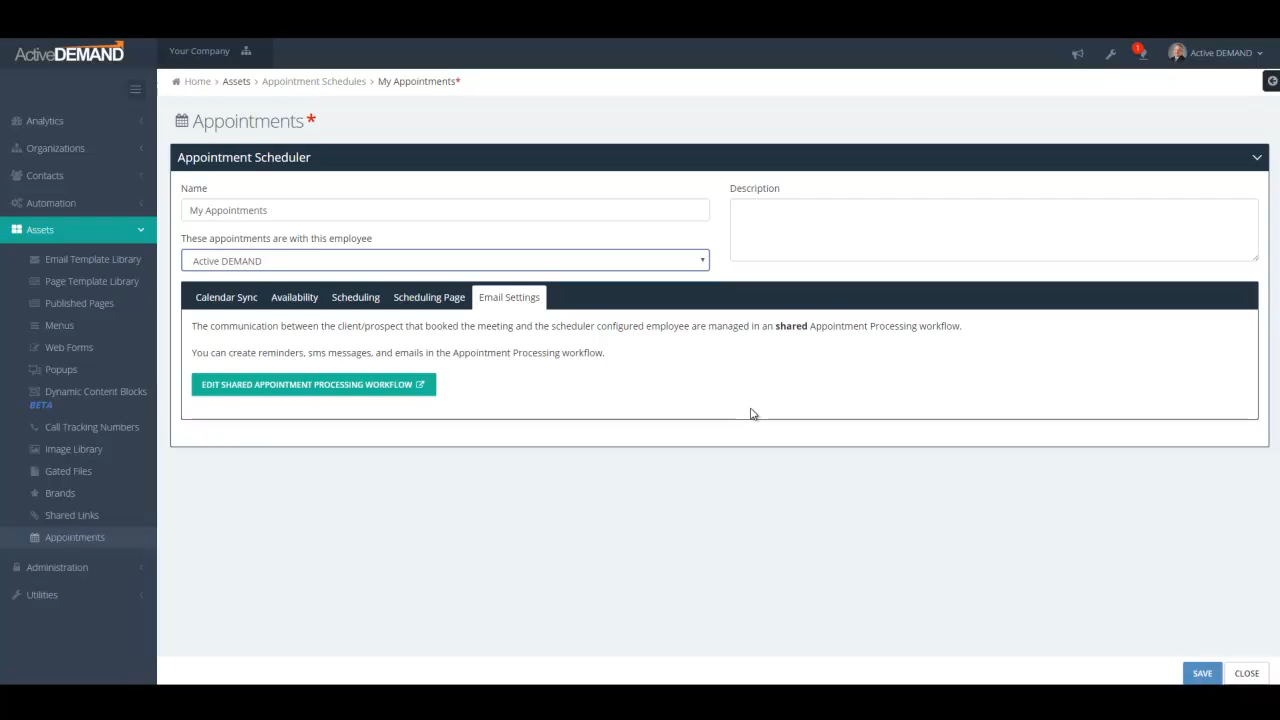 ActiveDEMAND
Your Company
1
Active DEMAND
Home > Assets > Appointment Schedules > My Appointments*
Analytics
Organizations
Contacts
Automation
Assets
Email Template Library
Page Template Library
Published Pages
Menus
Web Forms
Popups
Dynamic Content Blocks
BETA
Call Tracking Numbers
Image Library
Gated Files
Brands
Shared Links
Appointments
Administration
Utilities
Appointments*
Appointment Scheduler
Name
Description
My Appointments
These appointments are with this employee
Active DEMAND
Calendar Sync Availability Scheduling Scheduling Page Email Settings
The communication between the client/prospect that booked the meeting and the scheduler configured employee are managed in an shared Appointment Processing workflow.
You can create reminders, sms messages, and emails in the Appointment Processing workflow.
EDIT SHARED APPOINTMENT PROCESSING WORKFLOW
SAVE CLOSE